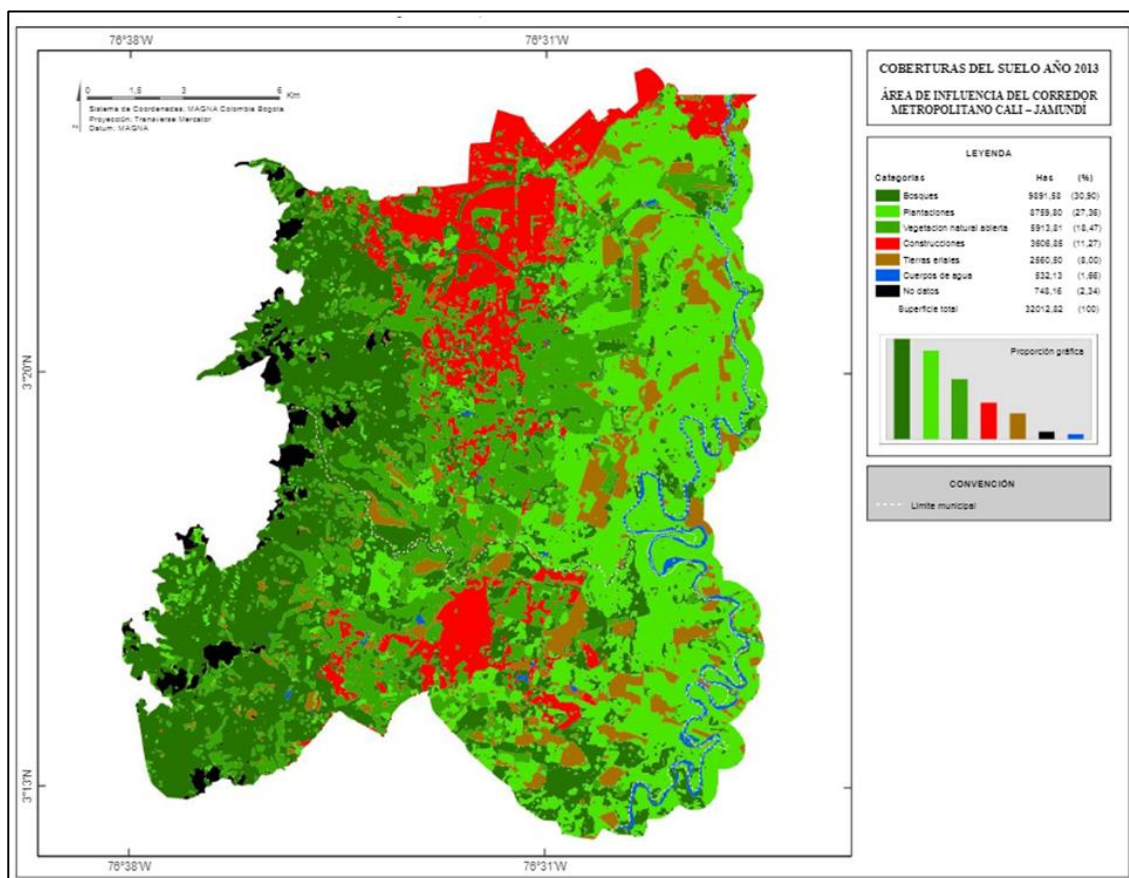 76°38'W 76°31'W
0 1,5 3 6
Km
Sistema de Coordenadas: MAGNA Colombia Bogota
Proyección: Transverse Mercator
Datum: MAGNA
3°20'N
3°13'N
76°38'W 76°31'W
COBERTURAS DEL SUELO AÑO 2013
ÁREA DE INFLUENCIA DEL CORREDOR
METROPOLITANO CALI – JAMUNDÍ
LEYENDA
Categorías Has (%)
Bosques 9891,58 (30,90)
Plantaciones 8759,80 (27,36)
Vegetacion natural abierta 5913,81 (18,47)
Construcciones 3606,85 (11,27)
Tierras eriales 2560,50 (8,00)
Cuerpos de agua 532,13 (1,66)
No datos 748,16 (2,34)
Superficie total 32012,82 (100)
Proporción gráfica
CONVENCIÓN
Limite municipal